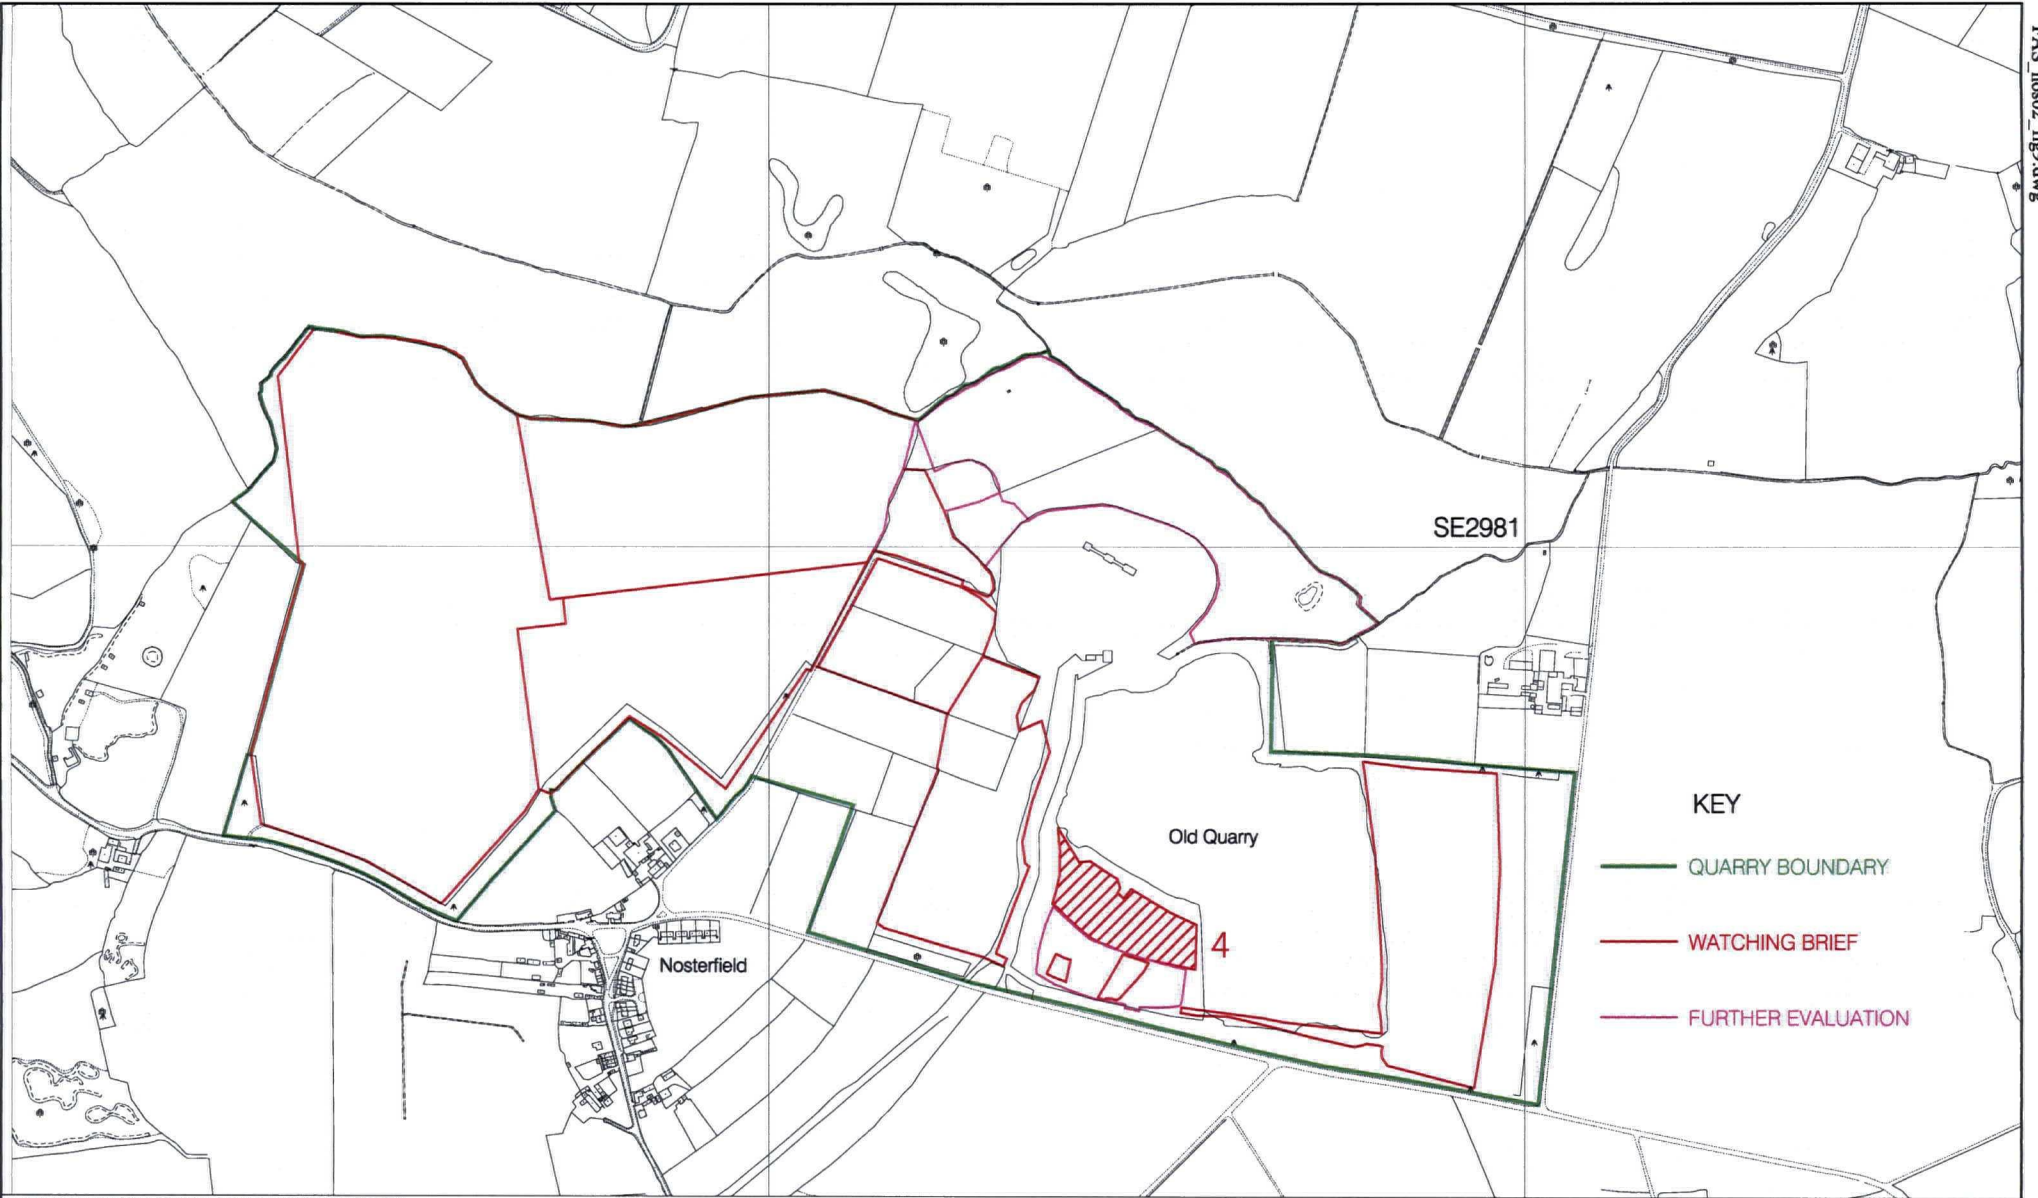 SE2981
KEY
Old Quarry
QUARRY BOUNDARY
4
WATCHING BRIEF
Nosterfield
FURTHER EVALUATION